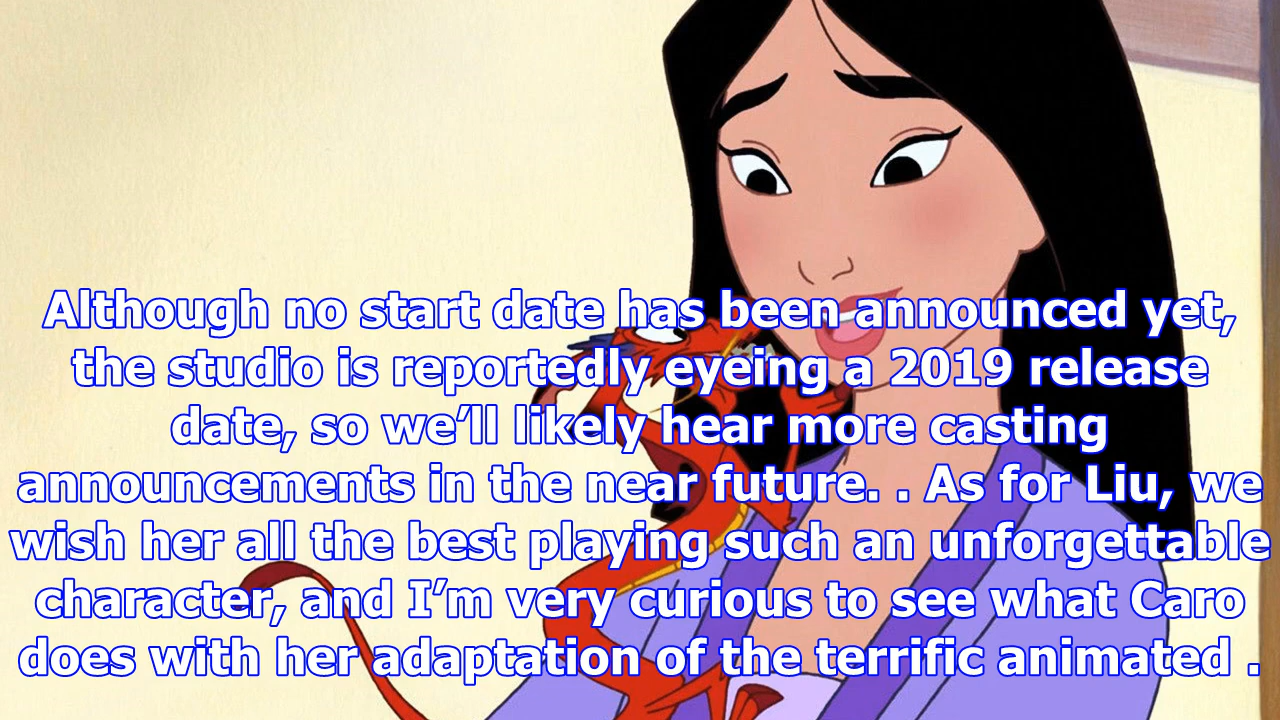 Although no start date has been announced yet,
the studio is reportedly eyeing a 2019 release
date, so we’ll likely hear more casting
announcements in the near future. . As for Liu, we
wish her all the best playing such an unforgettable
character, and I’m very curious to see what Caro
does with her adaptation of the terrific animated .